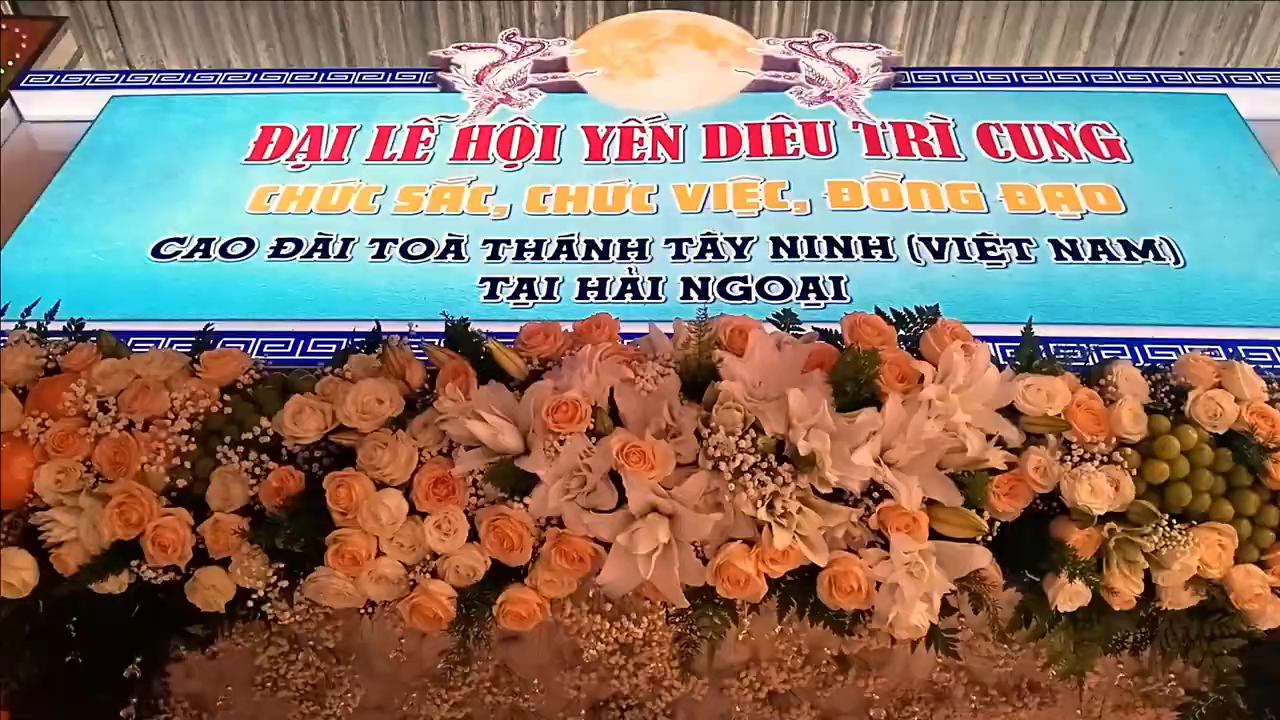 ĐẠI LỄ HỘI YẾN DIÊU TRÌ CUNG
CHỨC SẮC, CHỨC VIỆC, ĐỒNG ĐẠO
CAO ĐÀI TOÀ THÁNH TÂY NINH (VIỆT NAM)
TẠI HẢI NGOẠI